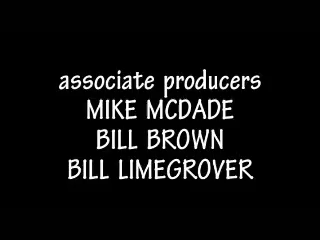 associate producers
MIKE MCDADE
BILL BROWN
BILL LIMEGROVER